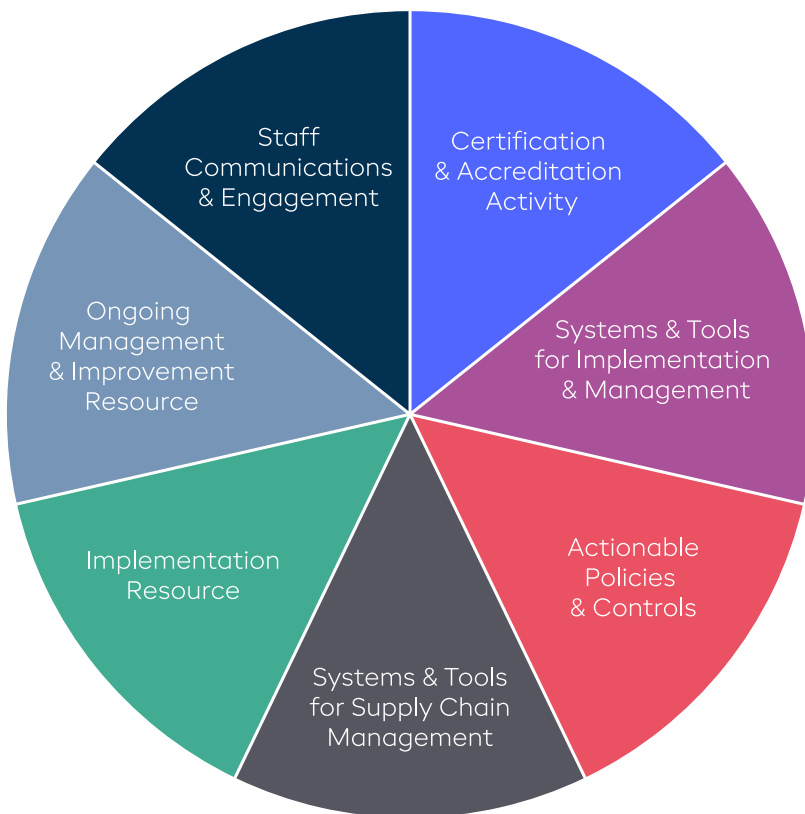 Staff
Communications
& Engagement
Certification
& Accreditation
Activity
Systems & Tools
for Implementation
& Management
Actionable
Policies
& Controls
Systems & Tools
for Supply Chain
Management
Implementation
Resource
Ongoing
Management
& Improvement
Resource